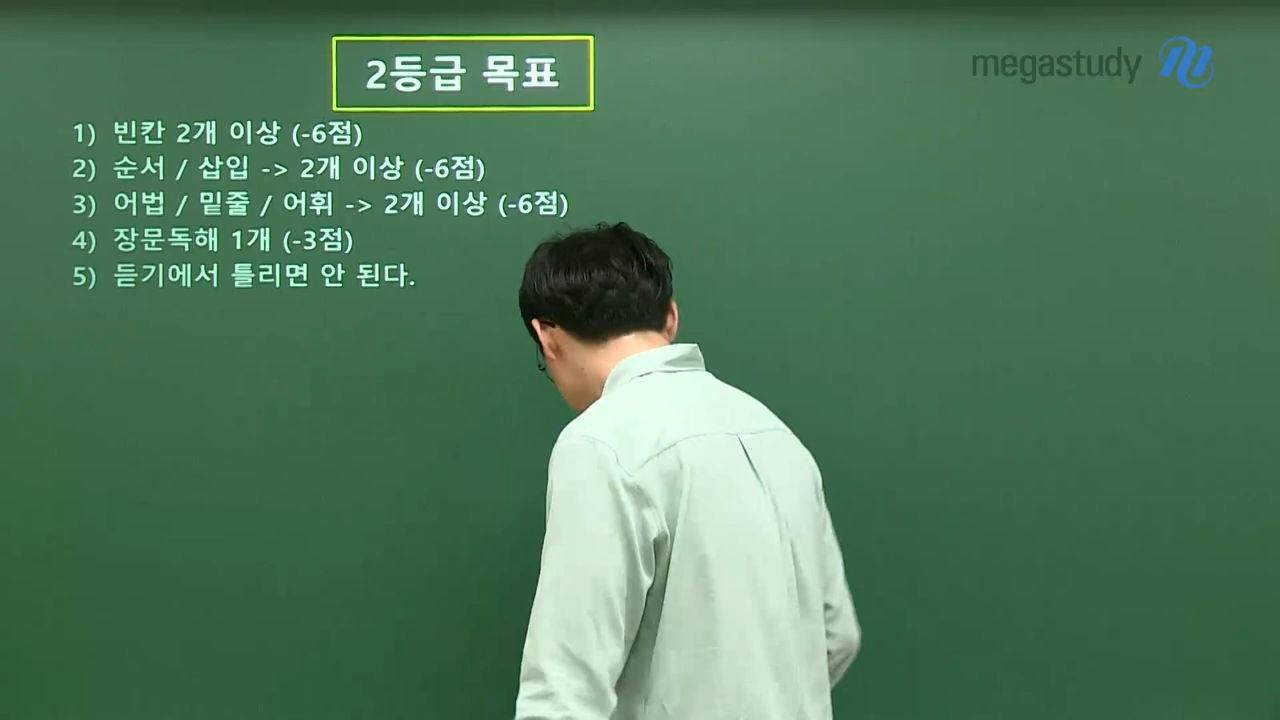 2등급 목표
megastudy
1) 빈칸 2개 이상 (-6점)
2) 순서 / 삽입 -> 2개 이상 (-6점)
3) 어법 / 밑줄 / 어휘 -> 2개 이상 (-6점)
4) 장문독해 1개 (-3점)
5) 듣기에서 틀리면 안 된다.